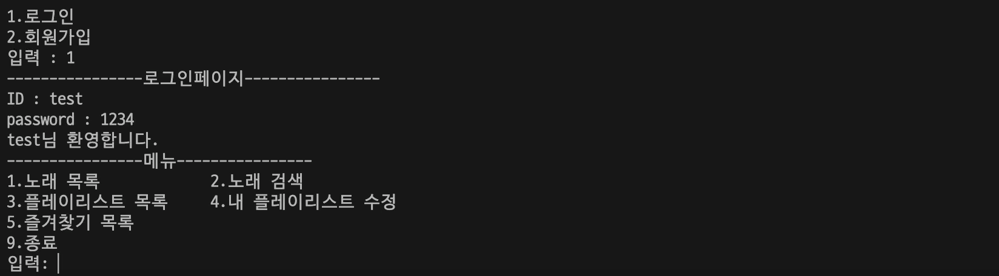 1.로그인
2.회원가입
입력 : 1
----------------로그인페이지----------------
ID : test
password : 1234
test님 환영합니다.
----------------메뉴----------------
1.노래 목록 2.노래 검색
3.플레이리스트 목록 4.내 플레이리스트 수정
5.즐겨찾기 목록
9.종료
입력: